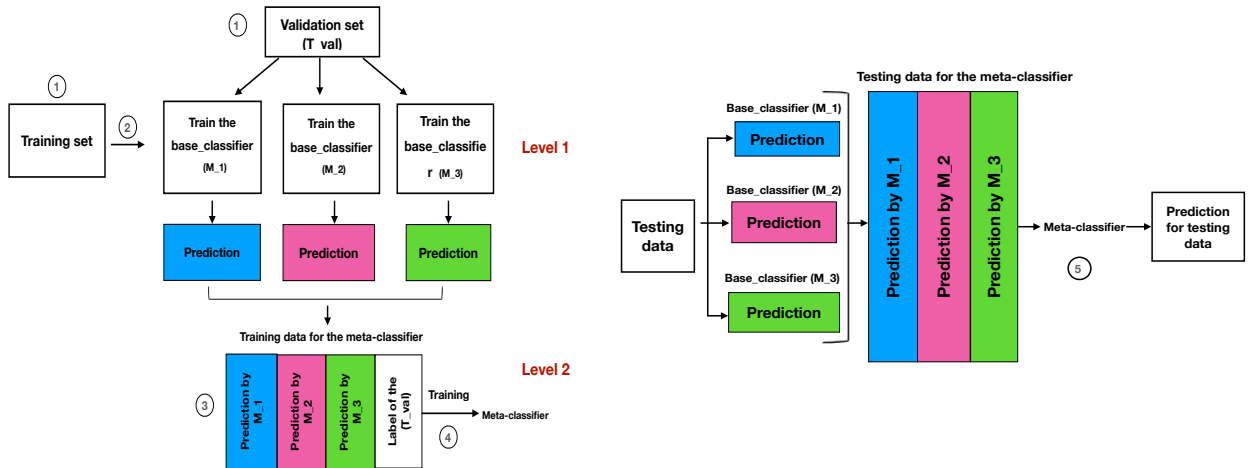 1
Validation set
(T_val)
1
Training set
2
Train the
base_classifier
(M_1)
Train the
base_classifier
(M_2)
Train the
base_classifie
r (M_3)
Level 1
Prediction
Prediction
Prediction
Training data for the meta-classifier
Level 2
3
Prediction by
M_1
Prediction by
M_2
Prediction by
M_3
Label of the
(T_val)
Training
Meta-classifier
4
Testing data for the meta-classifier
Base_classifier (M_1)
Prediction
Base_classifier (M_2)
Prediction
Base_classifier (M_3)
Prediction
Testing
data
Prediction by M_1
Prediction by M_2
Prediction by M_3
Meta-classifier
5
Prediction
for testing
data